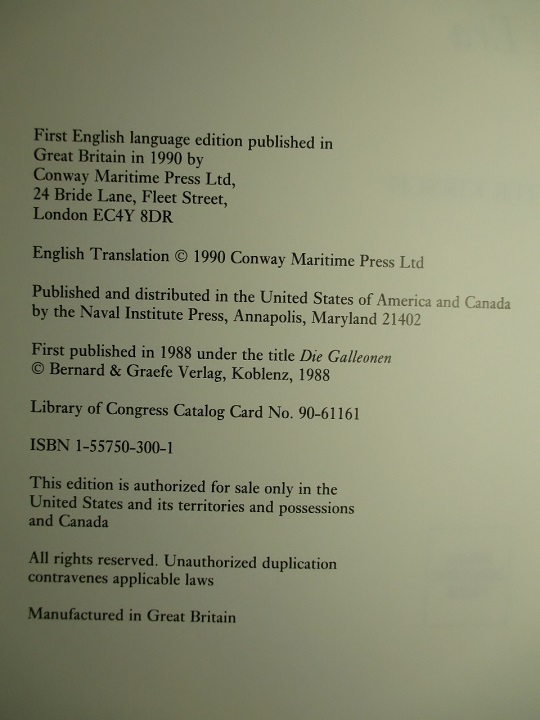 First English language edition published in
Great Britain in 1990 by
Conway Maritime Press Ltd,
24 Bride Lane, Fleet Street,
London EC4Y 8DR
English Translation © 1990 Conway Maritime Press Ltd
Published and distributed in the United States of America and Canada
by the Naval Institute Press, Annapolis, Maryland 21402
First published in 1988 under the title Die Galleonen
© Bernard & Graefe Verlag, Koblenz, 1988
Library of Congress Catalog Card No. 90-61161
ISBN 1-55750-300-1
This edition is authorized for sale only in the
United States and its territories and possessions
and Canada
All rights reserved. Unauthorized duplication
contravenes applicable laws
Manufactured in Great Britain